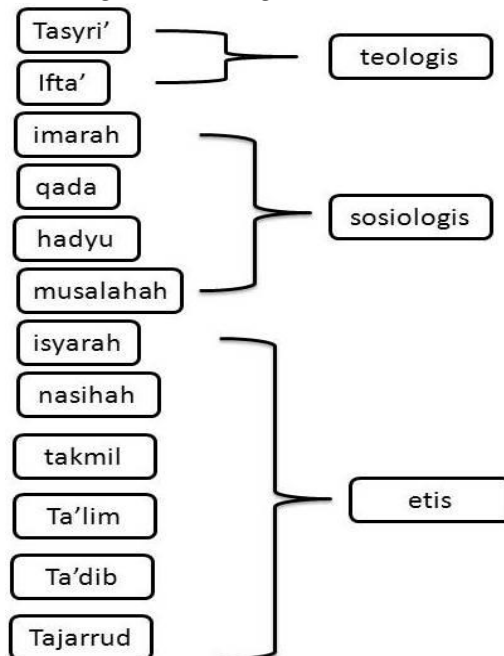 Tasyri’
Ifta’
teologis
imarah
qada
hadyu
musalahah
sosiologis
isyarah
nasihah
takmil
Ta’lim
Ta’dib
Tajarrud
etis